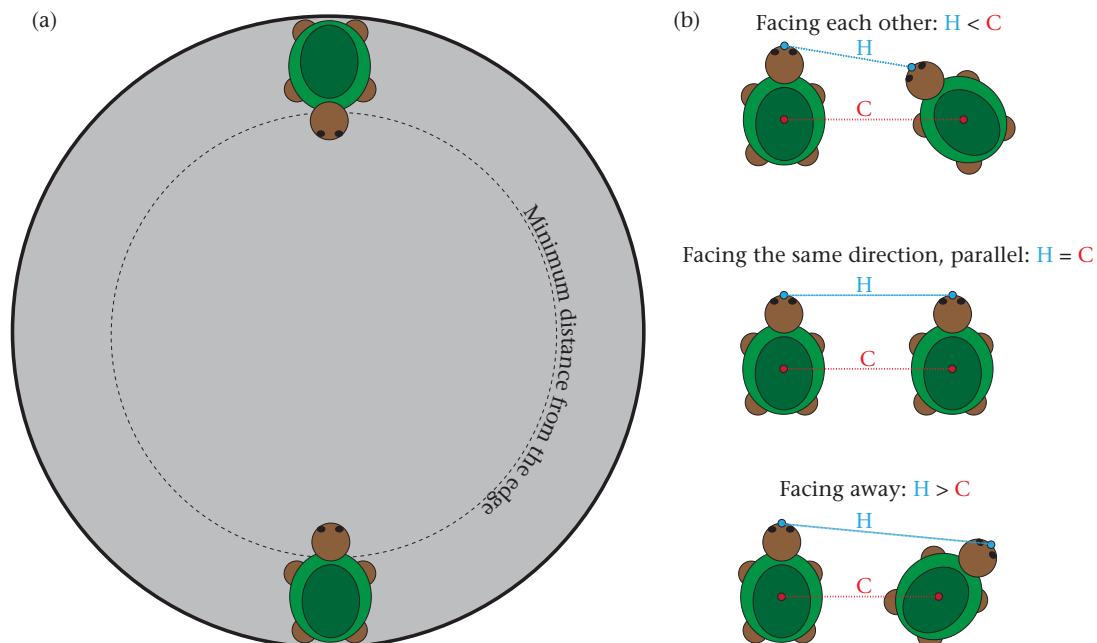 (a)
Minimum distance from the edge
(b)
Facing each other: H < C
H
C
Facing the same direction, parallel: H = C
H
C
Facing away: H > C
H
C